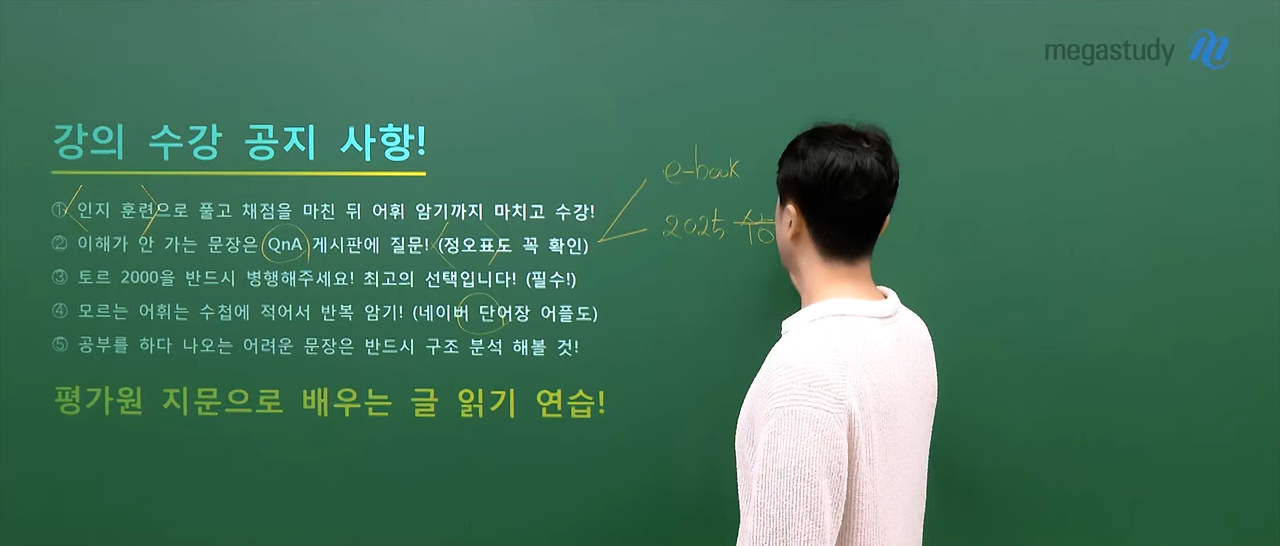 megastudy
강의 수강 공지 사항!
① 인지 훈련으로 풀고 채점을 마친 뒤 어휘 암기까지 마치고 수강!
② 이해가 안 가는 문장은 QnA 게시판에 질문! (정오표도 꼭 확인)
③ 토르 2000을 반드시 병행해주세요! 최고의 선택입니다! (필수!)
④ 모르는 어휘는 수첩에 적어서 반복 암기! (네이버 단어장 어플도)
⑤ 공부를 하다 나오는 어려운 문장은 반드시 구조 분석 해볼 것!
평가원 지문으로 배우는 글 읽기 연습!
e-book
2025